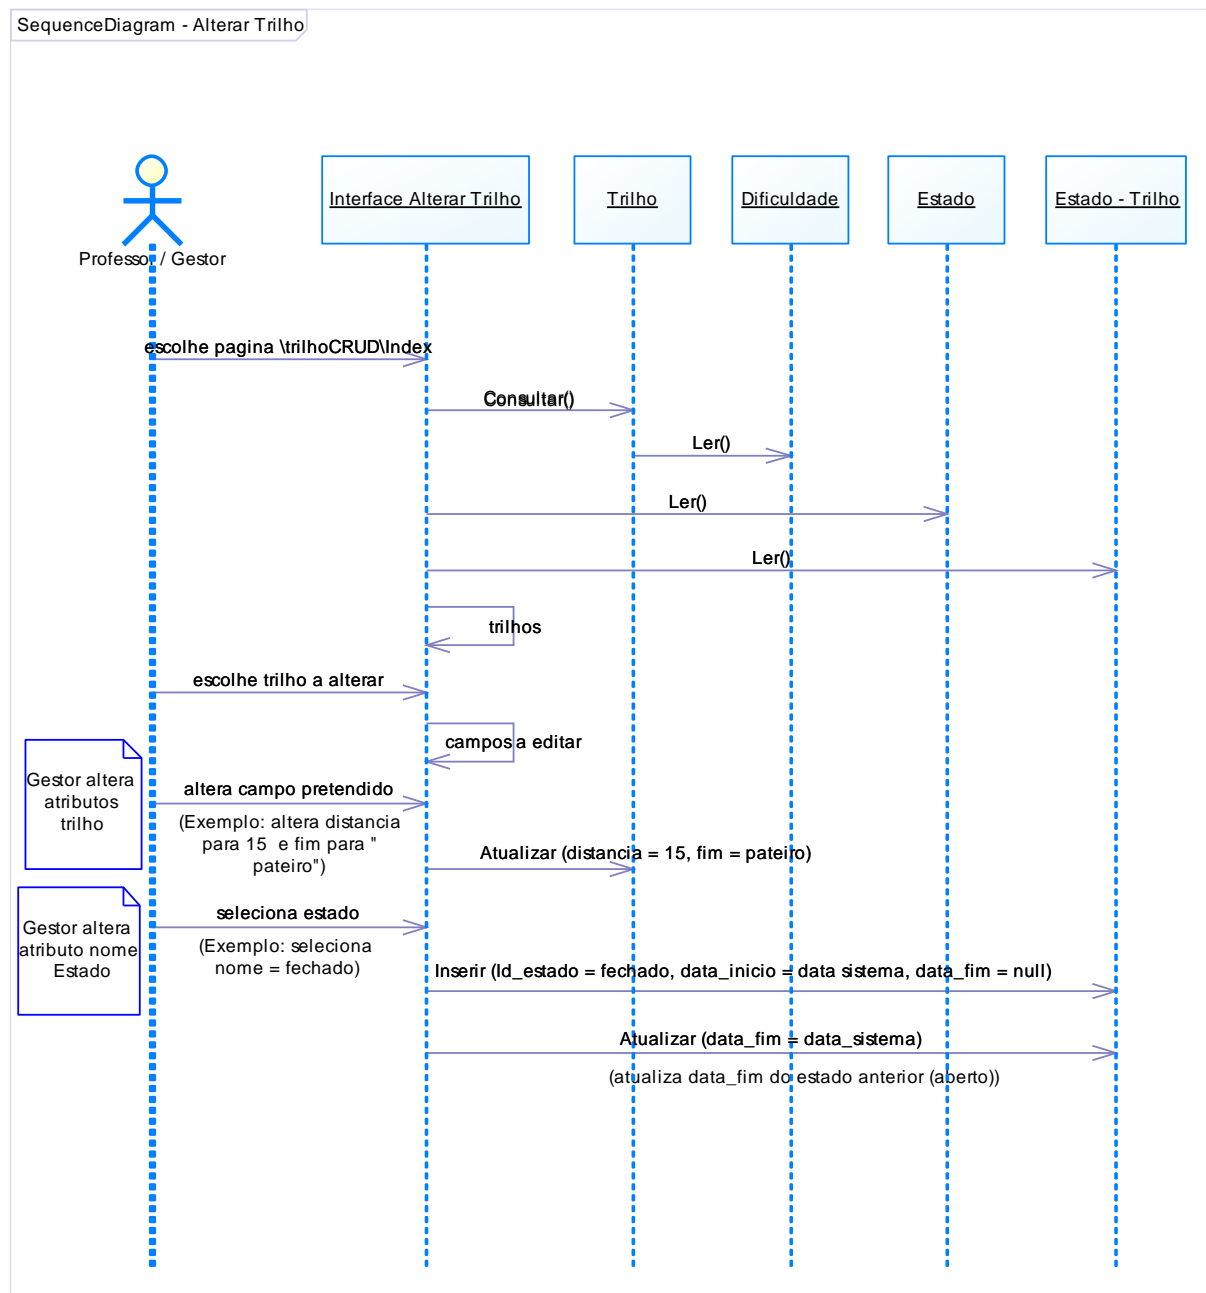 SequenceDiagram - Alterar Trilho
Professor / Gestor
Interface Alterar Trilho
Trilho
Dificuldade
Estado
Estado - Trilho
escolhe pagina \trilhoCRUD\Index
Consultar()
Ler()
Ler()
Ler()
trilhos
escolhe trilho a alterar
campos a editar
Gestor altera
atributos
trilho
altera campo pretendido
(Exemplo: altera distancia
para 15 e fim para "
pateiro")
Atualizar (distancia = 15, fim = pateiro)
Gestor altera
atributo nome
Estado
seleciona estado
(Exemplo: seleciona
nome = fechado)
Inserir (Id_estado = fechado, data_inicio = data sistema, data_fim = null)
Atualizar (data_fim = data_sistema)
(atualiza data_fim do estado anterior (aberto))